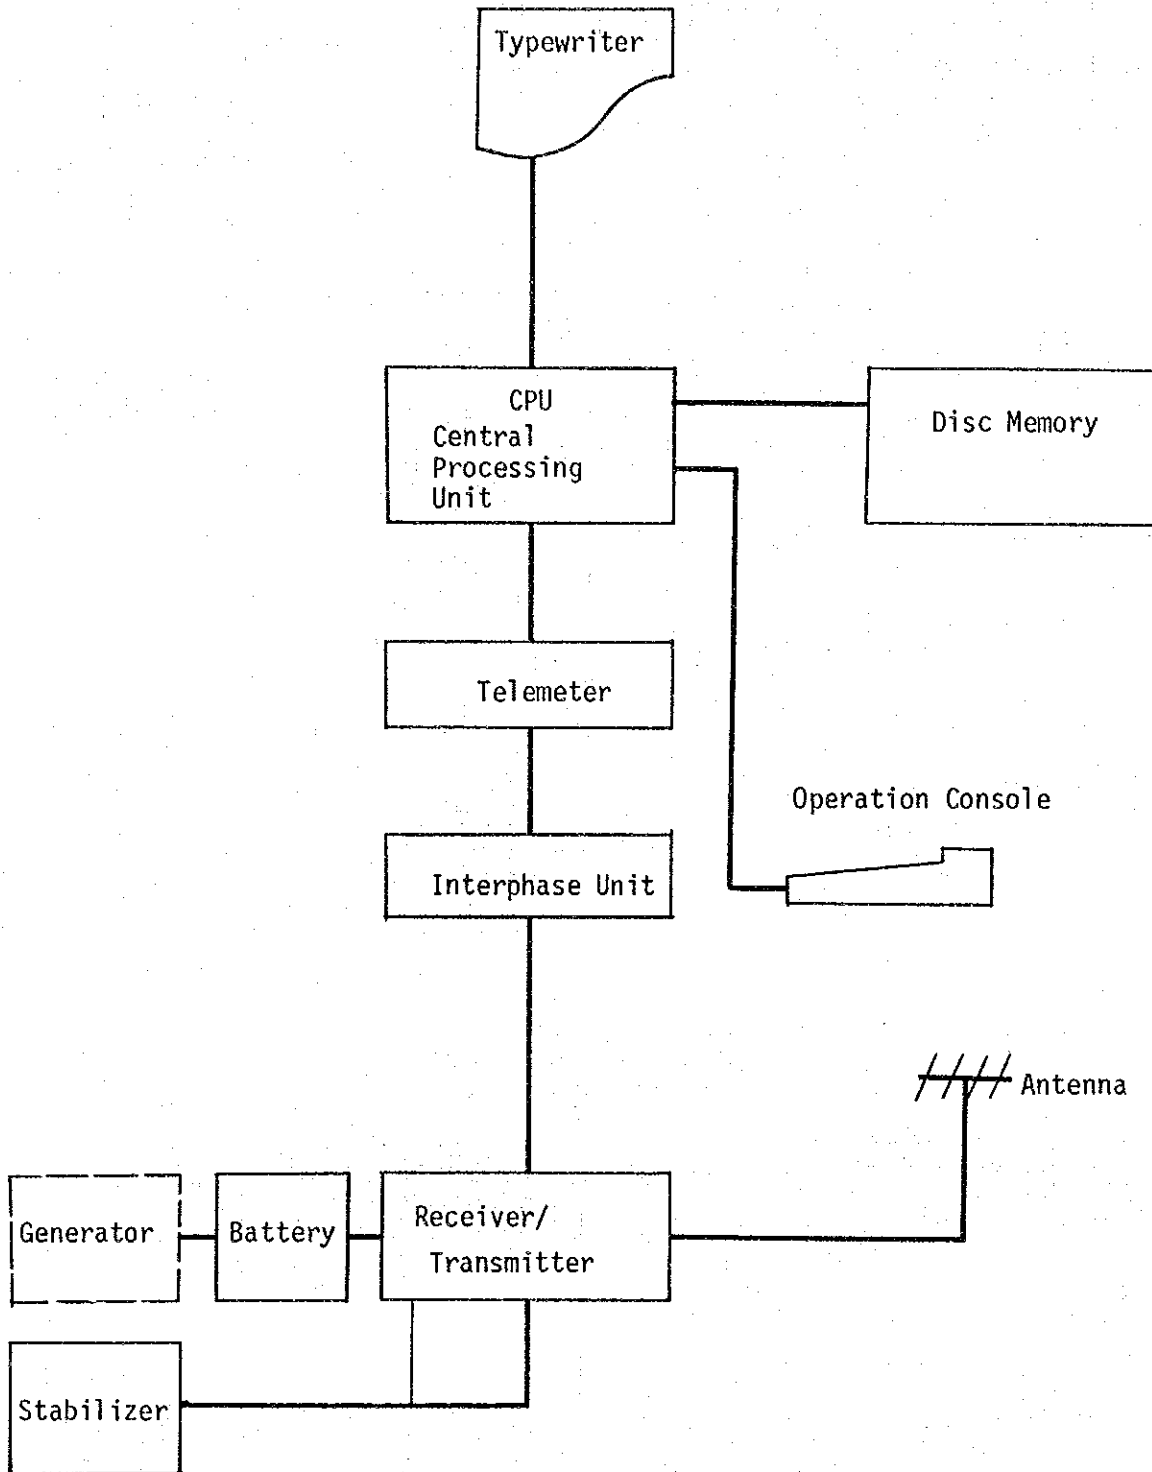 Typewriter
CPU
Central
Processing
Unit
Disc Memory
Telemeter
Operation Console
Interphase Unit
Antenna
Generator
Battery
Receiver/
Transmitter
Stabilizer